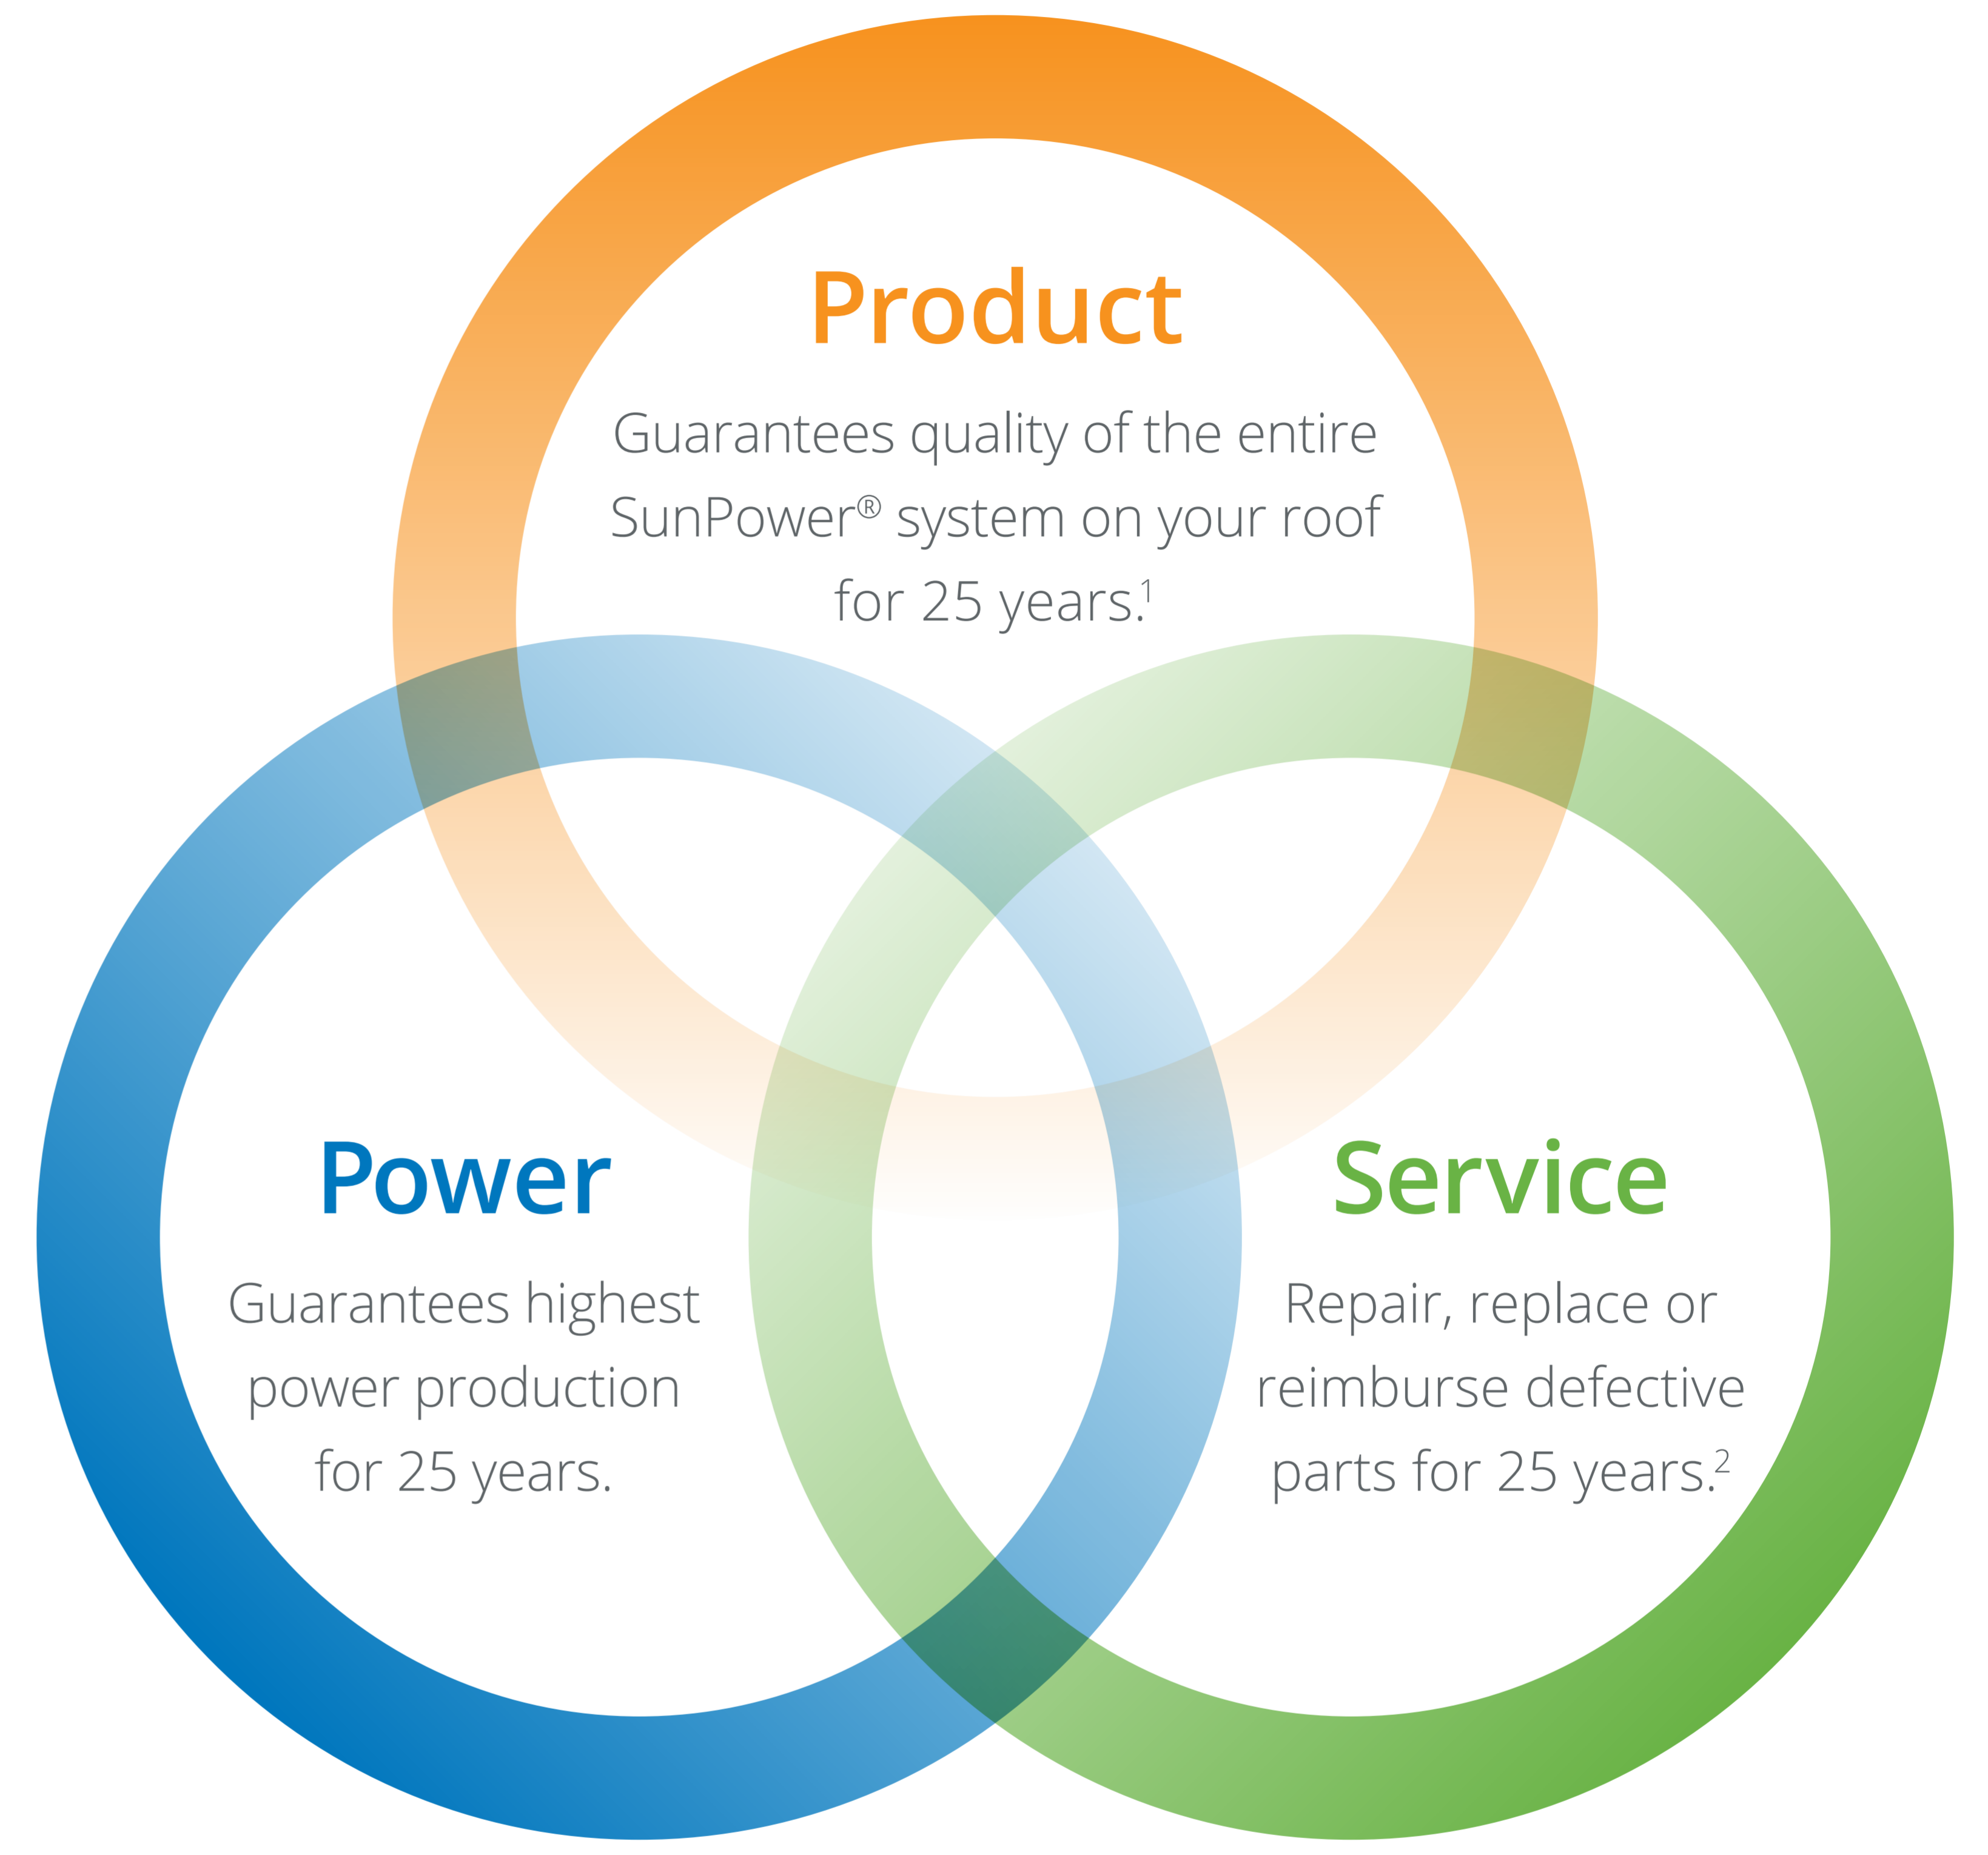 Product
Guarantees quality of the entire
SunPower® system on your roof
for 25 years.¹
Power
Guarantees highest
power production
for 25 years.
Service
Repair, replace or
reimburse defective
parts for 25 years.²